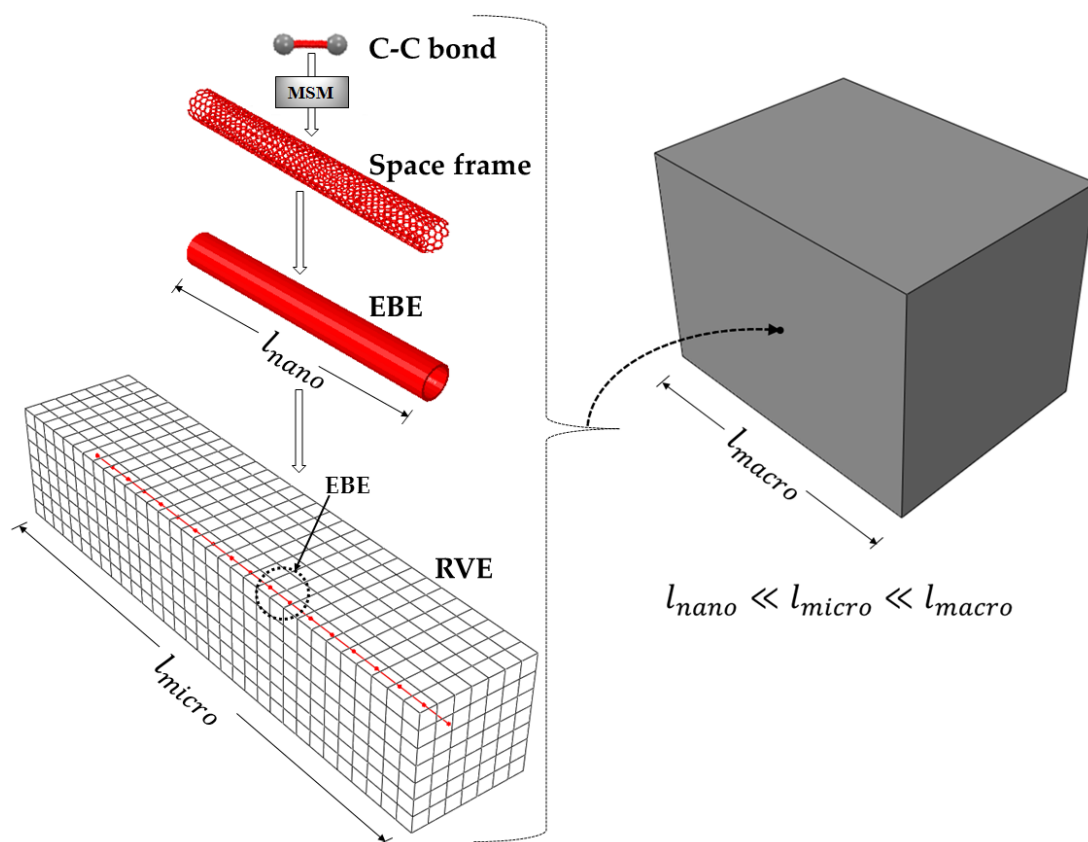 C-C bond
MSM
Space frame
EBE
l_nano
EBE
RVE
l_micro
l_macro
l_nano ≪ l_micro ≪ l_macro